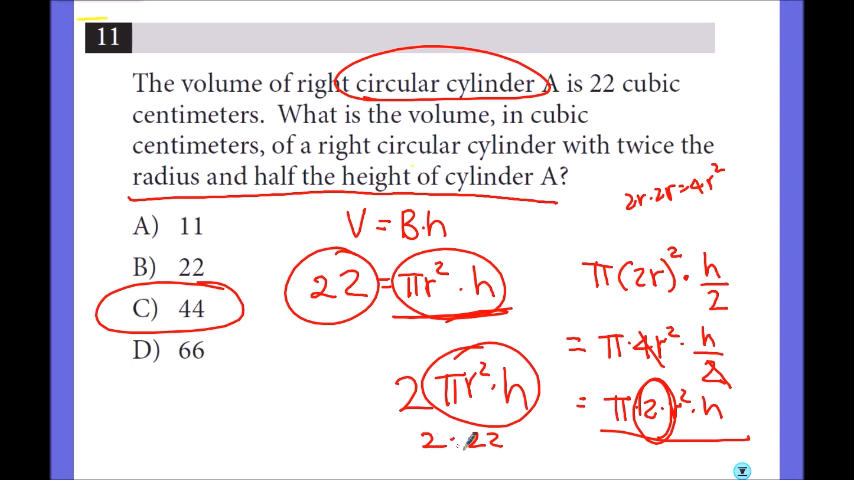 11
The volume of right circular cylinder A is 22 cubic
centimeters. What is the volume, in cubic
centimeters, of a right circular cylinder with twice the
radius and half the height of cylinder A?
2r·2r=4r²
A) 11
B) 22
C) 44
D) 66
V = B·h
22 = πr²·h
2πr²·h
2·22
π(2r)²·h/2
= π·4r²·h/2
= π·2·r²·h